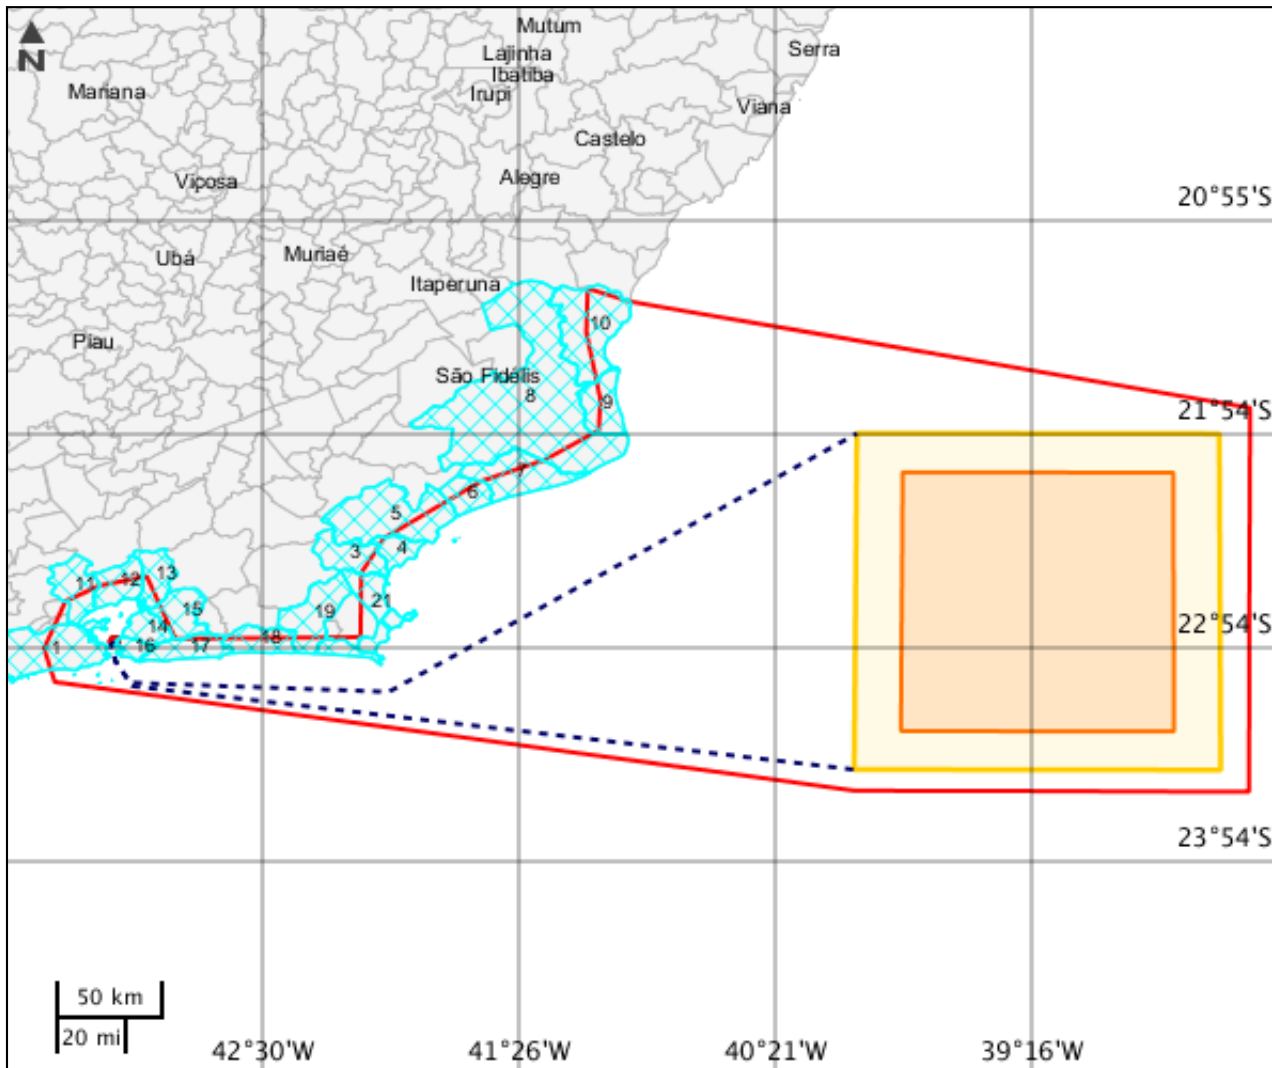 N
Mutum
Serra
Lajinha
Ibatiba
Irupi
Mariana
Viana
Castelo
Viposa
Alegre
20°55'S
Ubá
Muriaé
Itaperuna
10
Piau
São Fidélis
8
9
21°54'S
7
6
5
3
4
11
12
13
15
19
21
14
22°54'S
1
16
17
18
23°54'S
50 km
20 mi
42°30'W
41°26'W
40°21'W
39°16'W